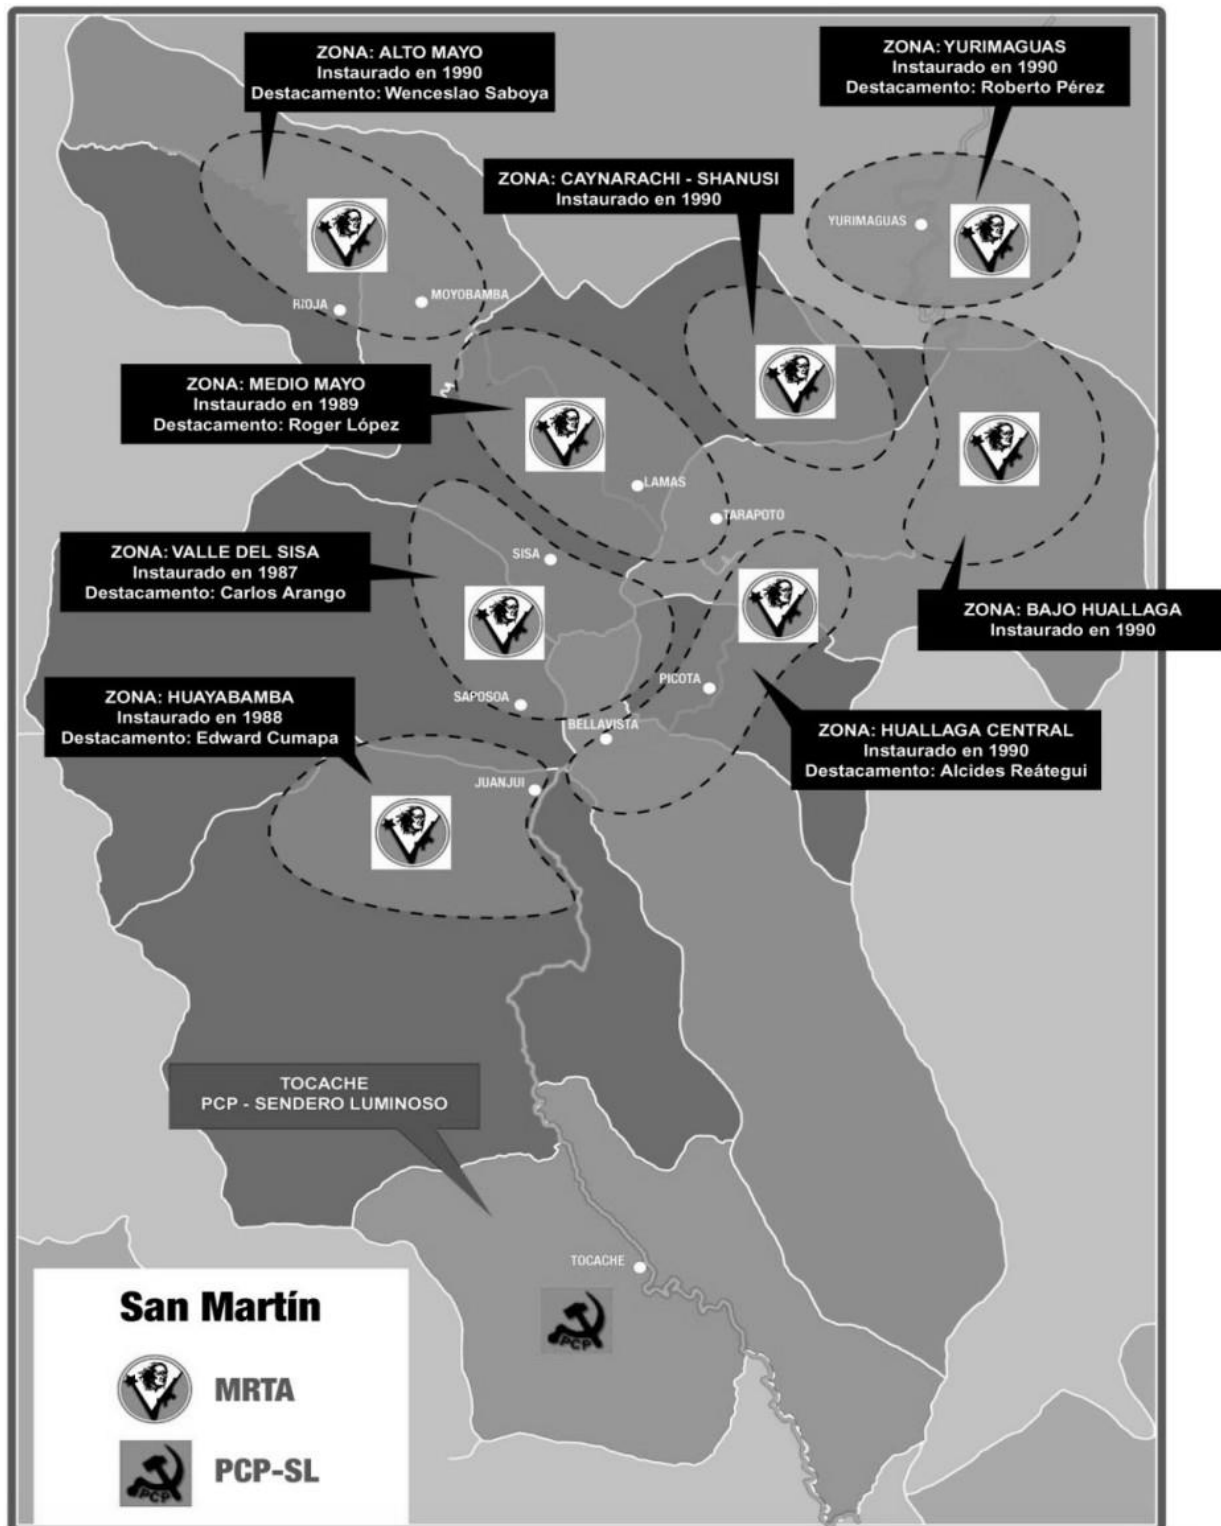 ZONA: ALTO MAYO
Instaurado en 1990
Destacamento: Wenceslao Saboya
ZONA: YURIMAGUAS
Instaurado en 1990
Destacamento: Roberto Pérez
ZONA: CAYNARACHI - SHANUSI
Instaurado en 1990
YURIMAGUAS
RIOJA
MOYOBAMBA
ZONA: MEDIO MAYO
Instaurado en 1989
Destacamento: Roger López
LAMAS
TARAPOTO
ZONA: VALLE DEL SISA
Instaurado en 1987
Destacamento: Carlos Arango
SISA
ZONA: BAJO HUALLAGA
Instaurado en 1990
ZONA: HUAYABAMBA
Instaurado en 1988
Destacamento: Edward Cumapa
SAPOSOA
PICOTA
BELLAVISTA
ZONA: HUALLAGA CENTRAL
Instaurado en 1990
Destacamento: Alcides Reátegui
JUANJUI
TOCACHE
PCP - SENDERO LUMINOSO
TOCACHE
PCP
San Martín
MRTA
PCP
PCP-SL